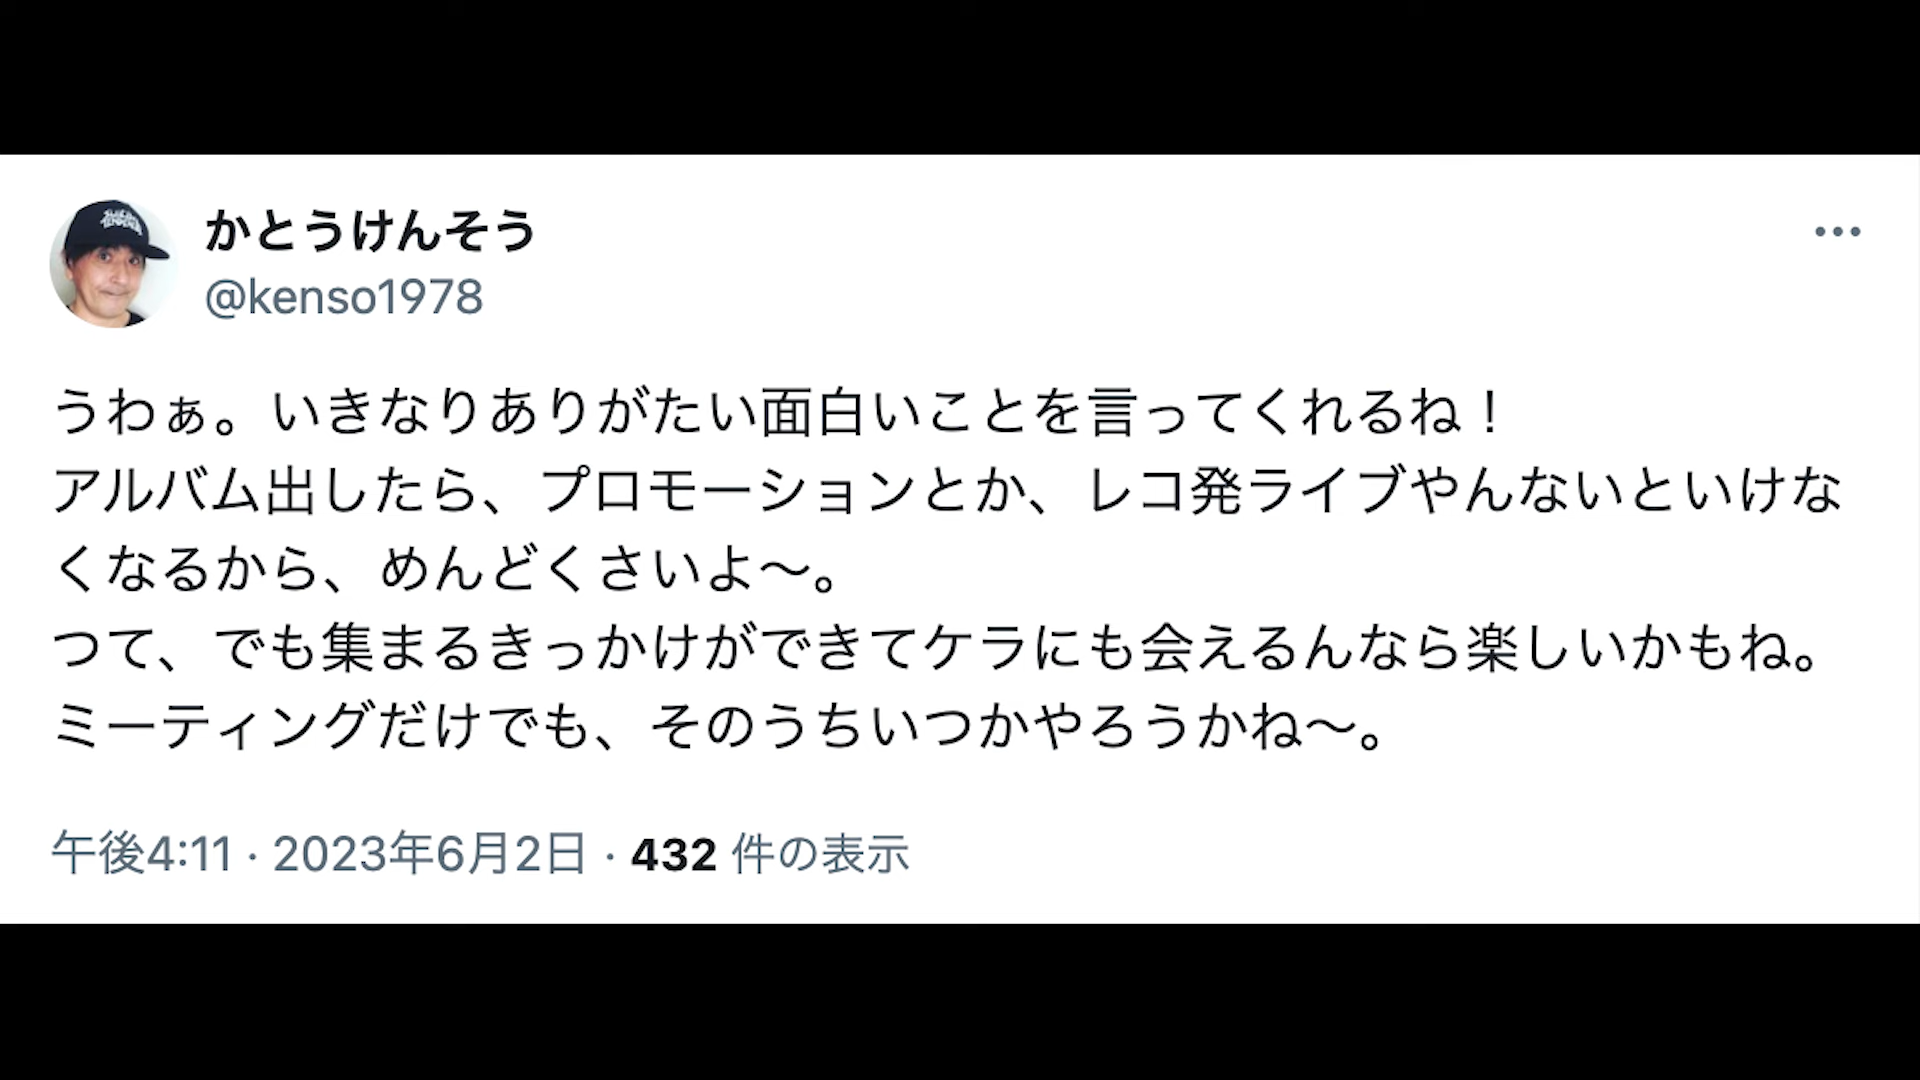 かとうけんそう
@kenso1978
うわぁ。いきなりありがたい面白いことを言ってくれるね！
アルバム出したら、プロモーションとか、レコ発ライブやんないといけな
くなるから、めんどくさいよ〜。
つて、でも集まるきっかけができてケラにも会えるんなら楽しいかもね。
ミーティングだけでも、そのうちいつかやろうかね〜。
午後4:11 · 2023年6月2日 · 432 件の表示